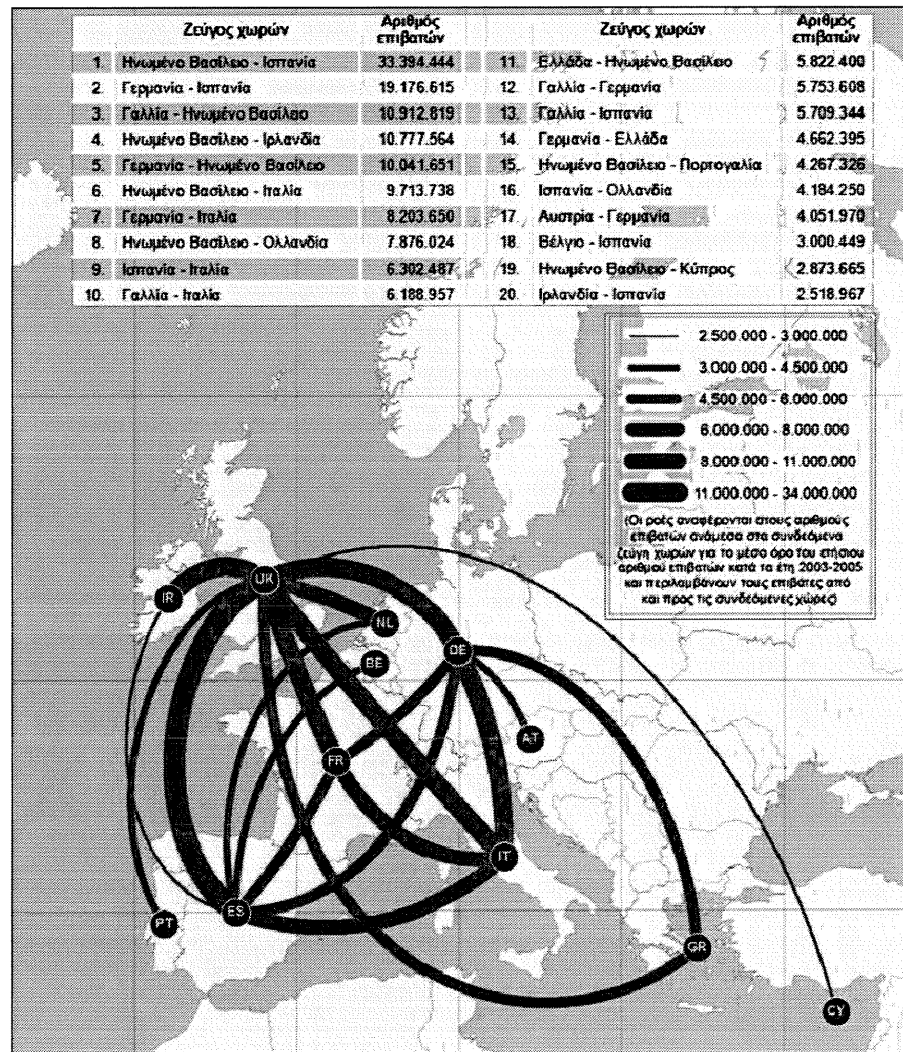 Ζεύγος χωρών Αριθμός επιβατών Ζεύγος χωρών Αριθμός επιβατών
1. Ηνωμένο Βασίλειο - Ισπανία 33.394.444 11. Ελλάδα - Ηνωμένο Βασίλειο 5.822.400
2. Γερμανία - Ισπανία 19.176.615 12. Γαλλία - Γερμανία 5.753.608
3. Γαλλία - Ηνωμένο Βασίλειο 10.912.819 13. Γαλλία - Ισπανία 5.709.344
4. Ηνωμένο Βασίλειο - Ιρλανδία 10.777.564 14. Γερμανία - Ελλάδα 4.662.395
5. Γερμανία - Ηνωμένο Βασίλειο 10.041.651 15. Ηνωμένο Βασίλειο - Πορτογαλία 4.267.326
6. Ηνωμένο Βασίλειο - Ιταλία 9.713.738 16. Ισπανία - Ολλανδία 4.184.250
7. Γερμανία - Ιταλία 8.203.650 17. Αυστρία - Γερμανία 4.051.970
8. Ηνωμένο Βασίλειο - Ολλανδία 7.876.024 18. Βέλγιο - Ισπανία 3.000.449
9. Ισπανία - Ιταλία 6.302.487 19. Ηνωμένο Βασίλειο - Κύπρος 2.873.665
10. Γαλλία - Ιταλία 6.188.957 20. Ιρλανδία - Ισπανία 2.518.967
2.500.000 - 3.000.000
3.000.000 - 4.500.000
4.500.000 - 6.000.000
6.000.000 - 8.000.000
8.000.000 - 11.000.000
11.000.000 - 34.000.000
(Οι ροές αναφέρονται στους αριθμούς
επιβατών ανάμεσα στα συνδεόμενα
ζεύγη χωρών για το μέσο όρο του ετήσιου
αριθμού επιβατών κατά τα έτη 2003-2005
και περιλαμβάνουν τους επιβάτες από
και προς τις συνδεόμενες χώρες)
UK
IR
NL
DE
BE
AT
FR
IT
ES
PT
GR
CY